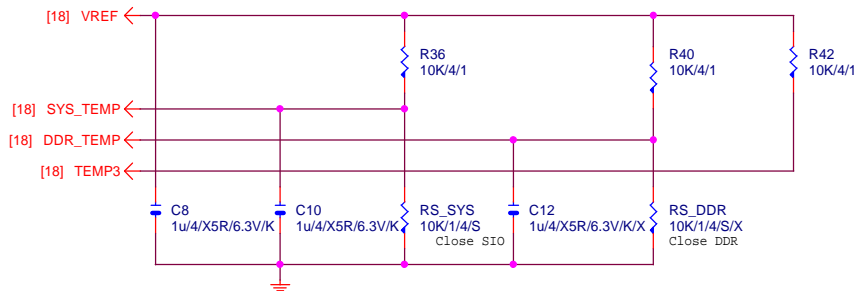 [18] VREF
R36
10K/4/1
R40
10K/4/1
R42
10K/4/1
[18] SYS_TEMP
[18] DDR_TEMP
[18] TEMP3
C8
1u/4/X5R/6.3V/K
C10
1u/4/X5R/6.3V/K
RS_SYS
10K/1/4/S
Close SIO
C12
1u/4/X5R/6.3V/K/X
RS_DDR
10K/1/4/S/X
Close DDR